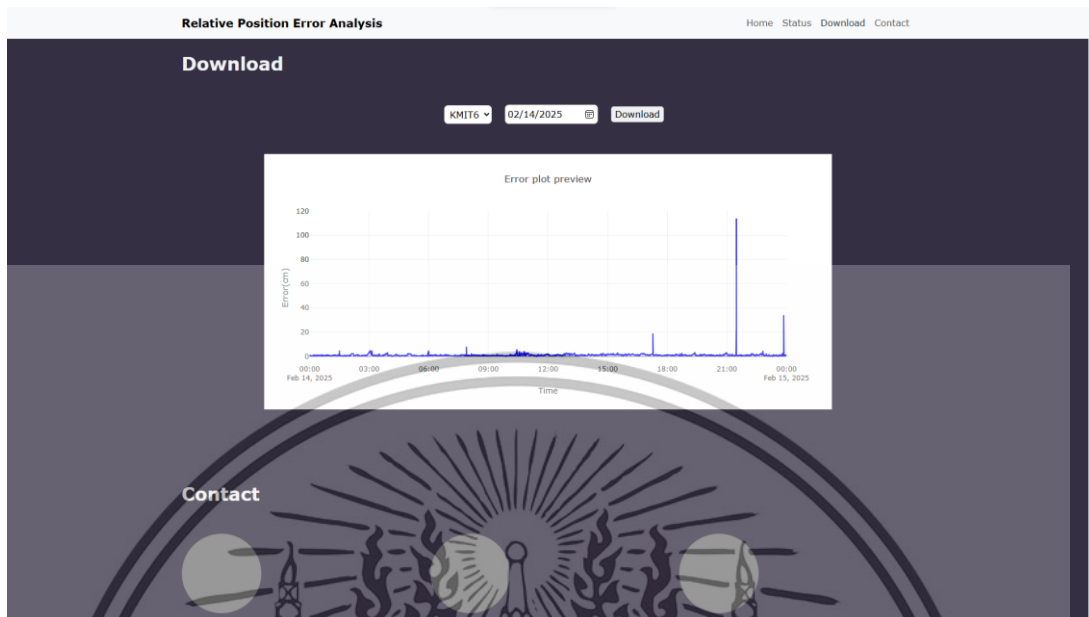 Relative Position Error Analysis
Home Status Download Contact
Download
KMIT6 02/14/2025 Download
Error plot preview
120
100
80
60
40
20
0
Error(cm)
00:00 03:00 06:00 09:00 12:00 15:00 18:00 21:00 00:00
Feb 14, 2025 Feb 15, 2025
Time
Contact